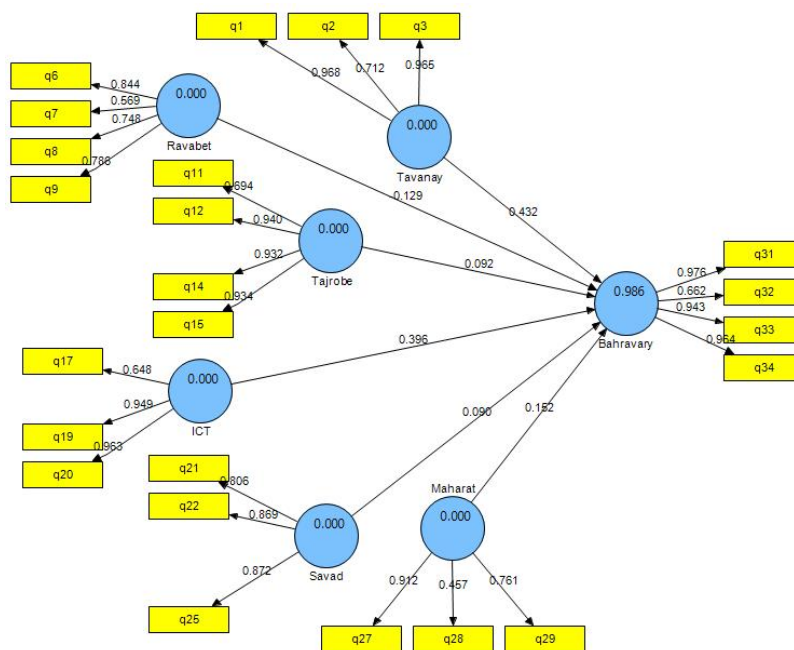 q1
q2
q3
0.968
0.712
0.965
0.000
Tavanay
0.432
q6
q7
q8
q9
0.844
0.569
0.748
0.786
0.000
Ravabet
0.129
q11
q12
q14
q15
0.694
0.940
0.932
0.934
0.000
Tajrobe
0.092
q17
q19
q20
0.648
0.949
0.963
0.000
ICT
0.396
q21
q22
q25
0.806
0.869
0.872
0.000
Savad
0.090
Maharat
0.000
0.152
0.912
0.457
0.761
q27
q28
q29
0.986
Bahravary
0.976
0.662
0.943
0.964
q31
q32
q33
q34